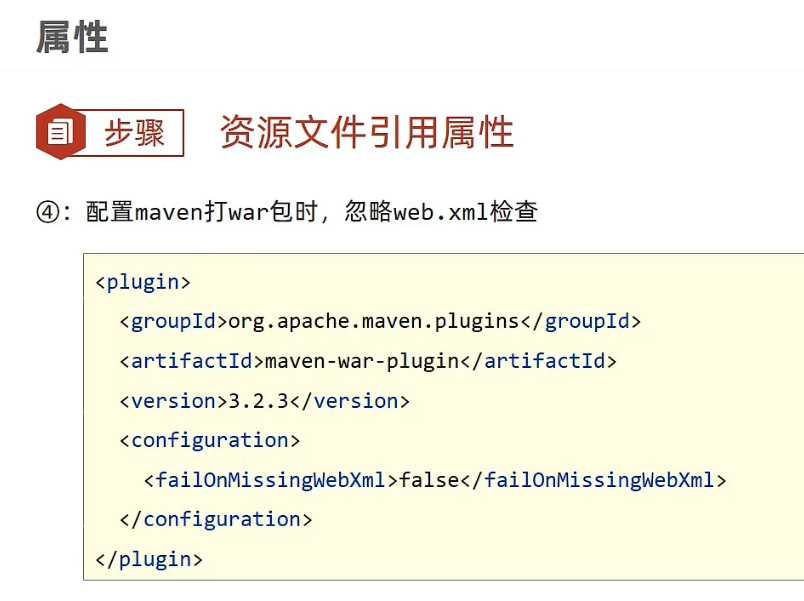 属性
步骤 资源文件引用属性
④：配置maven打war包时，忽略web.xml检查
<plugin>
  <groupId>org.apache.maven.plugins</groupId>
  <artifactId>maven-war-plugin</artifactId>
  <version>3.2.3</version>
  <configuration>
    <failOnMissingWebXml>false</failOnMissingWebXml>
  </configuration>
</plugin>